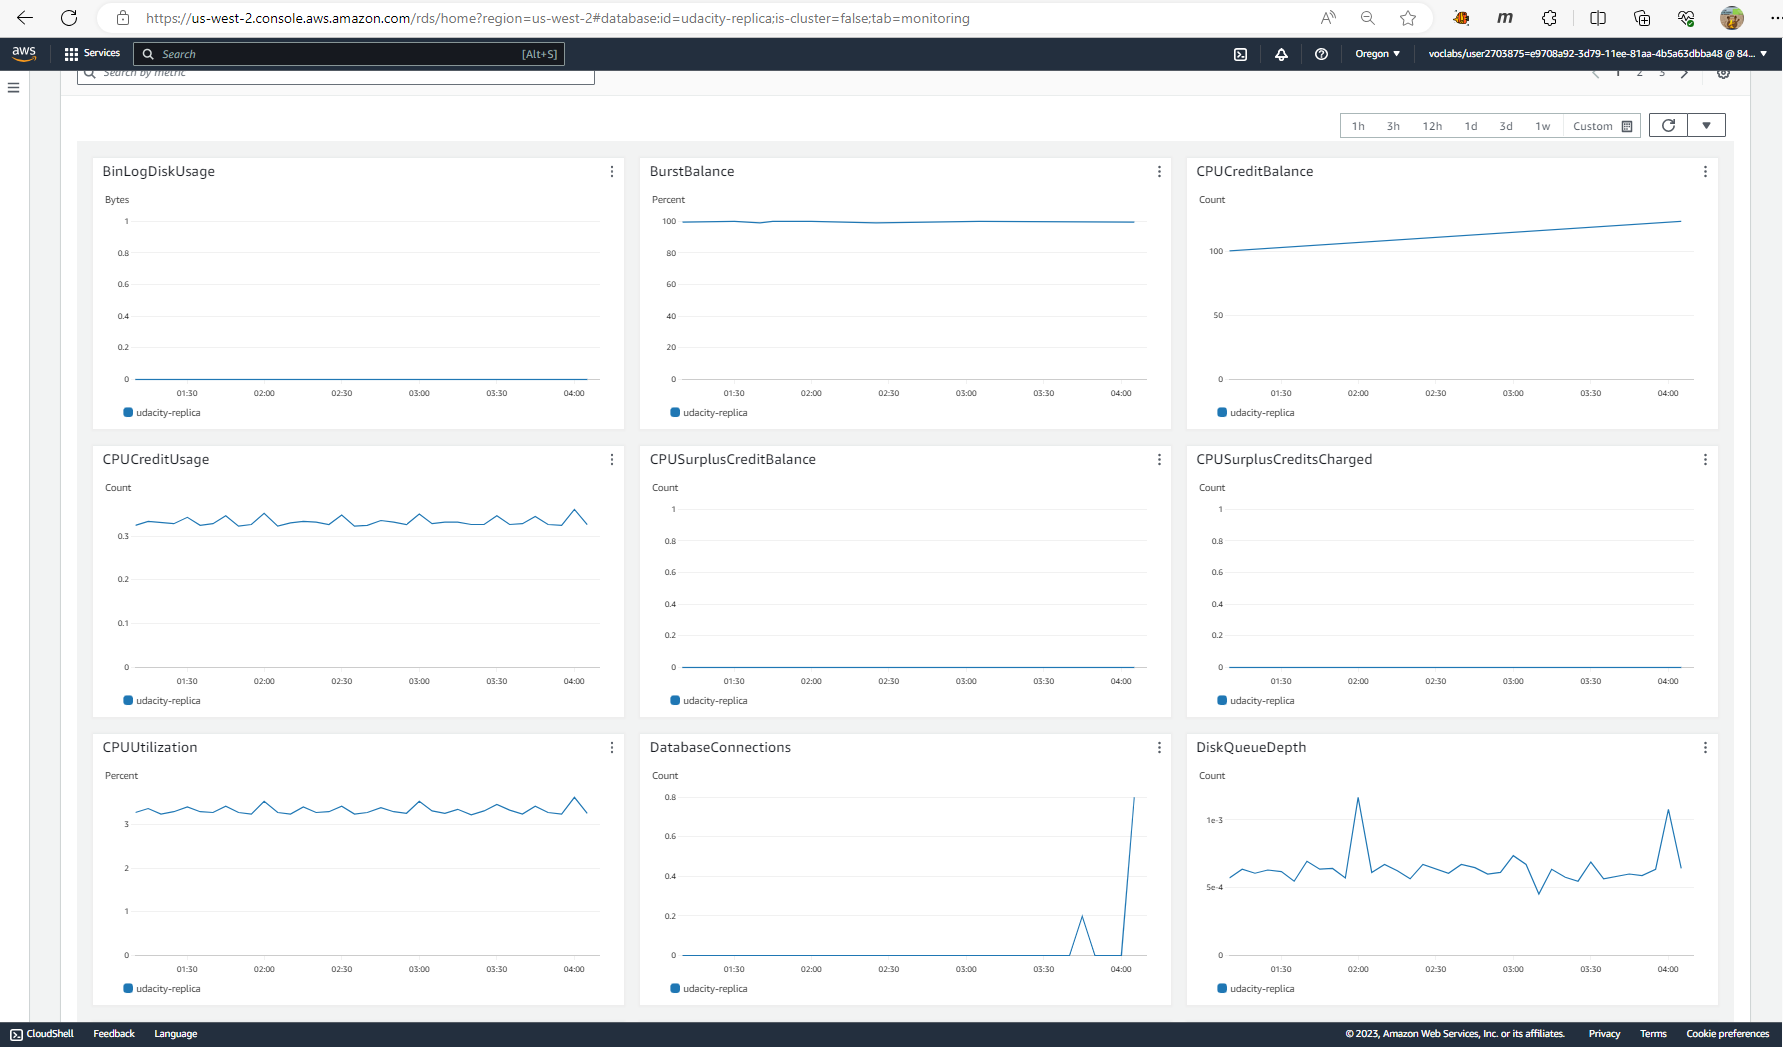 https://us-west-2.console.aws.amazon.com/rds/home?region=us-west-2#database:id=udacity-replica;is-cluster=false;tab=monitoring
aws Services Search [Alt+S] Oregon voclabs/user2703875=e9708a92-3d79-11ee-81aa-4b5a63dbba48 @ 84...
Search by metric 1 2 3
1h 3h 12h 1d 3d 1w Custom
BinLogDiskUsage
Bytes
1
0.8
0.6
0.4
0.2
0
01:30 02:00 02:30 03:00 03:30 04:00
udacity-replica
BurstBalance
Percent
100
80
60
40
20
0
01:30 02:00 02:30 03:00 03:30 04:00
udacity-replica
CPUCreditBalance
Count
100
50
0
01:30 02:00 02:30 03:00 03:30 04:00
udacity-replica
CPUCreditUsage
Count
0.3
0.2
0.1
0
01:30 02:00 02:30 03:00 03:30 04:00
udacity-replica
CPUSurplusCreditBalance
Count
1
0.8
0.6
0.4
0.2
0
01:30 02:00 02:30 03:00 03:30 04:00
udacity-replica
CPUSurplusCreditsCharged
Count
1
0.8
0.6
0.4
0.2
0
01:30 02:00 02:30 03:00 03:30 04:00
udacity-replica
CPUUtilization
Percent
3
2
1
0
01:30 02:00 02:30 03:00 03:30 04:00
udacity-replica
DatabaseConnections
Count
0.8
0.6
0.4
0.2
0
01:30 02:00 02:30 03:00 03:30 04:00
udacity-replica
DiskQueueDepth
Count
1e-3
5e-4
0
01:30 02:00 02:30 03:00 03:30 04:00
udacity-replica
CloudShell Feedback Language © 2023, Amazon Web Services, Inc. or its affiliates. Privacy Terms Cookie preferences